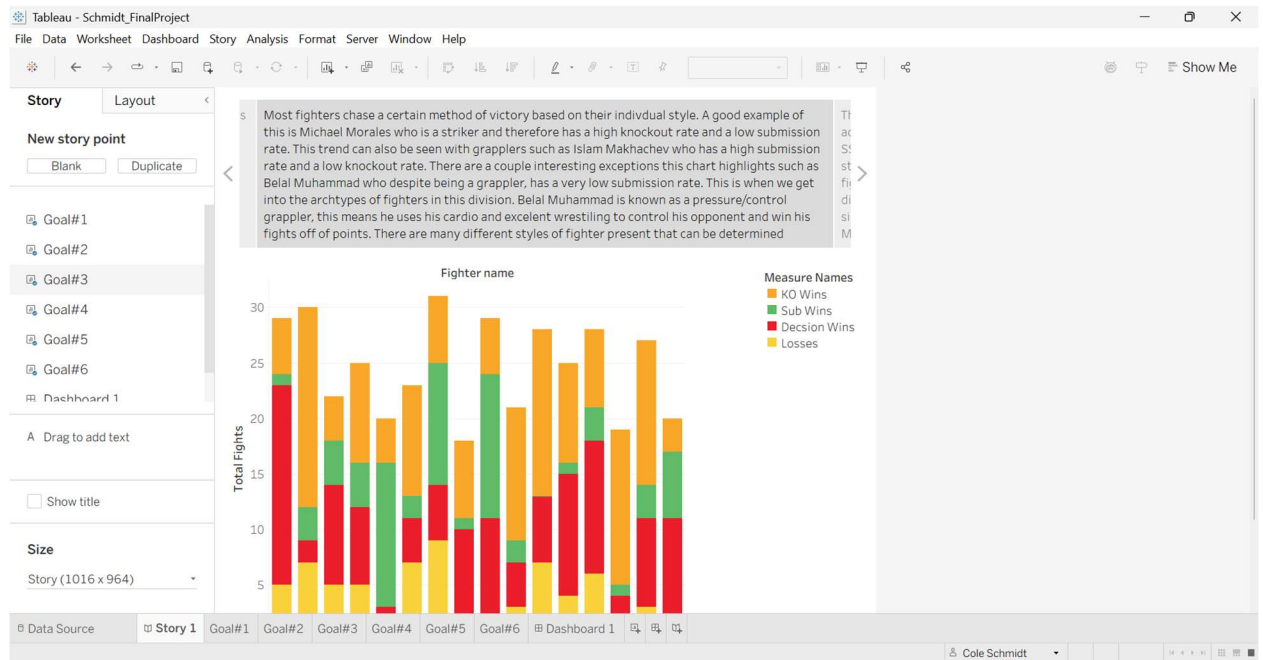 Tableau - Schmidt_FinalProject
File Data Worksheet Dashboard Story Analysis Format Server Window Help
Show Me
Story Layout
New story point
Blank Duplicate
Goal#1
Goal#2
Goal#3
Goal#4
Goal#5
Goal#6
Dashboard 1
A Drag to add text
Show title
Size
Story (1016 x 964)
s
Most fighters chase a certain method of victory based on their indivdual style. A good example of
this is Michael Morales who is a striker and therefore has a high knockout rate and a low submission
rate. This trend can also be seen with grapplers such as Islam Makhachev who has a high submission
rate and a low knockout rate. There are a couple interesting exceptions this chart highlights such as
Belal Muhammad who despite being a grappler, has a very low submission rate. This is when we get
into the archtypes of fighters in this division. Belal Muhammad is known as a pressure/control
grappler, this means he uses his cardio and excelent wrestiling to control his opponent and win his
fights off of points. There are many different styles of fighter present that can be determined
Fighter name
Total Fights
30
25
20
15
10
5
Measure Names
KO Wins
Sub Wins
Decsion Wins
Losses
Data Source Story 1 Goal#1 Goal#2 Goal#3 Goal#4 Goal#5 Goal#6 Dashboard 1
Cole Schmidt